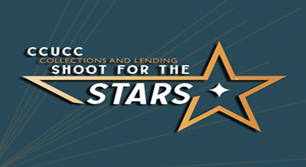 CCUCC
COLLECTIONS AND LENDING
SHOOT FOR THE
STARS